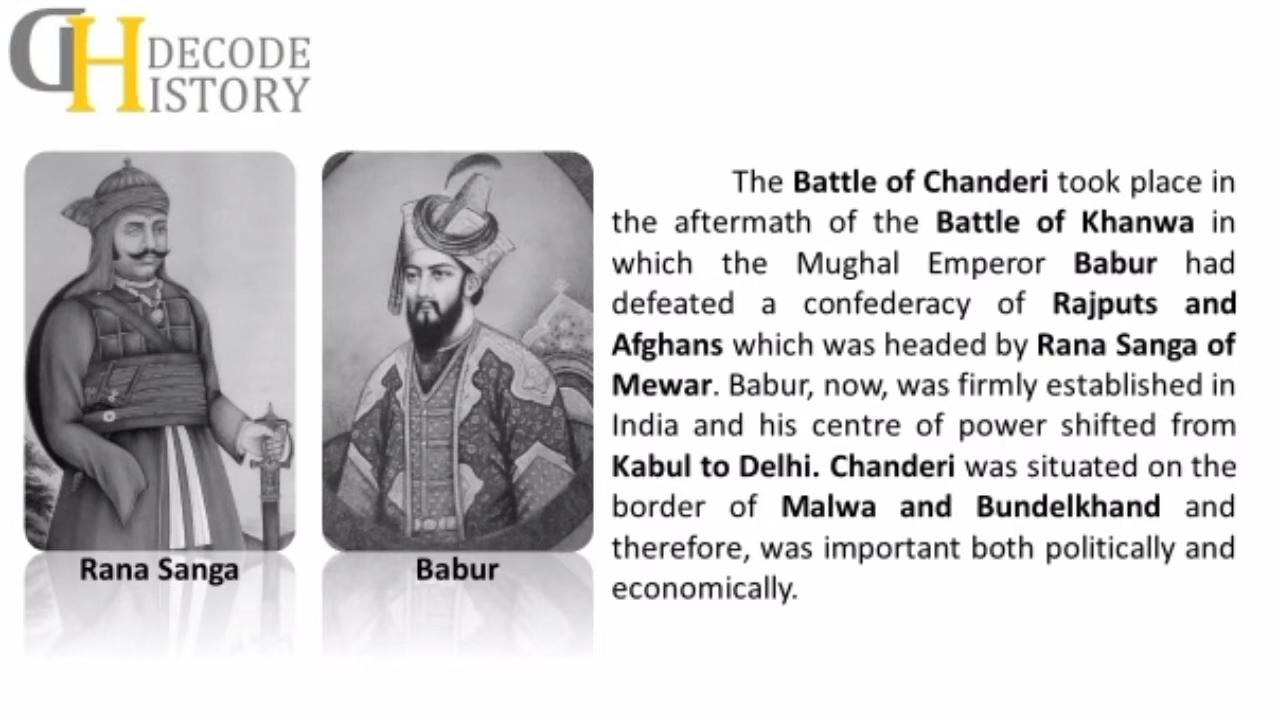 DH DECODE
HISTORY
The Battle of Chanderi took place in
the aftermath of the Battle of Khanwa in
which the Mughal Emperor Babur had
defeated a confederacy of Rajputs and
Afghans which was headed by Rana Sanga of
Mewar. Babur, now, was firmly established in
India and his centre of power shifted from
Kabul to Delhi. Chanderi was situated on the
border of Malwa and Bundelkhand and
therefore, was important both politically and
economically.
Rana Sanga
Babur